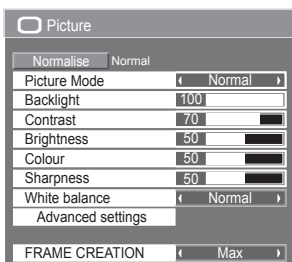 Picture
Normalise Normal
Picture Mode Normal
Backlight 100
Contrast 70
Brightness 50
Colour 50
Sharpness 50
White balance Normal
Advanced settings
FRAME CREATION Max